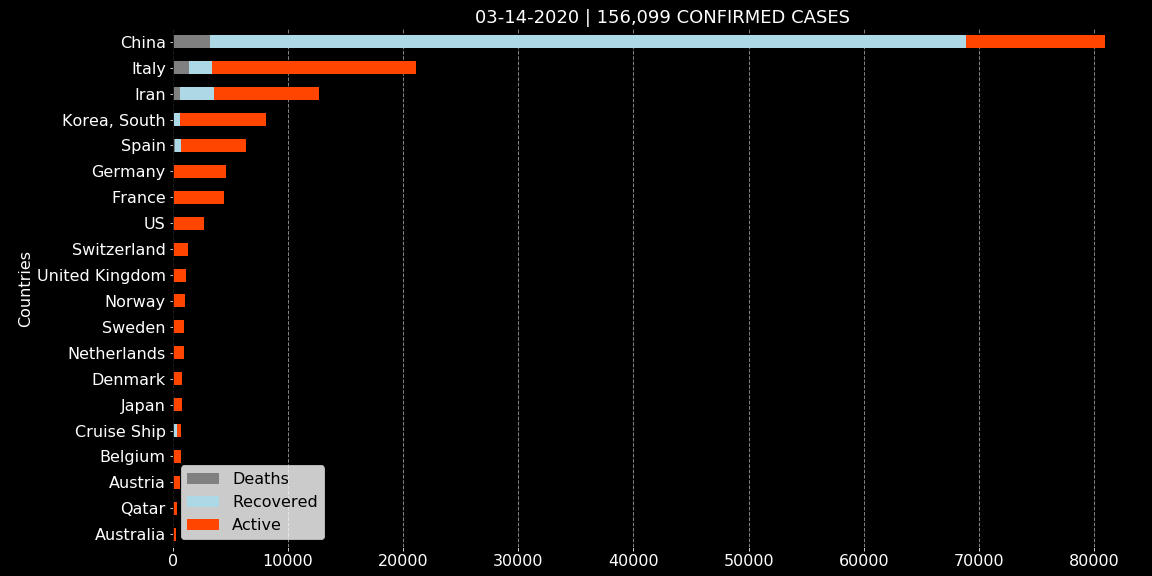 03-14-2020 | 156,099 CONFIRMED CASES
Countries
China
Italy
Iran
Korea, South
Spain
Germany
France
US
Switzerland
United Kingdom
Norway
Sweden
Netherlands
Denmark
Japan
Cruise Ship
Belgium
Austria
Qatar
Australia
Deaths
Recovered
Active
0 10000 20000 30000 40000 50000 60000 70000 80000